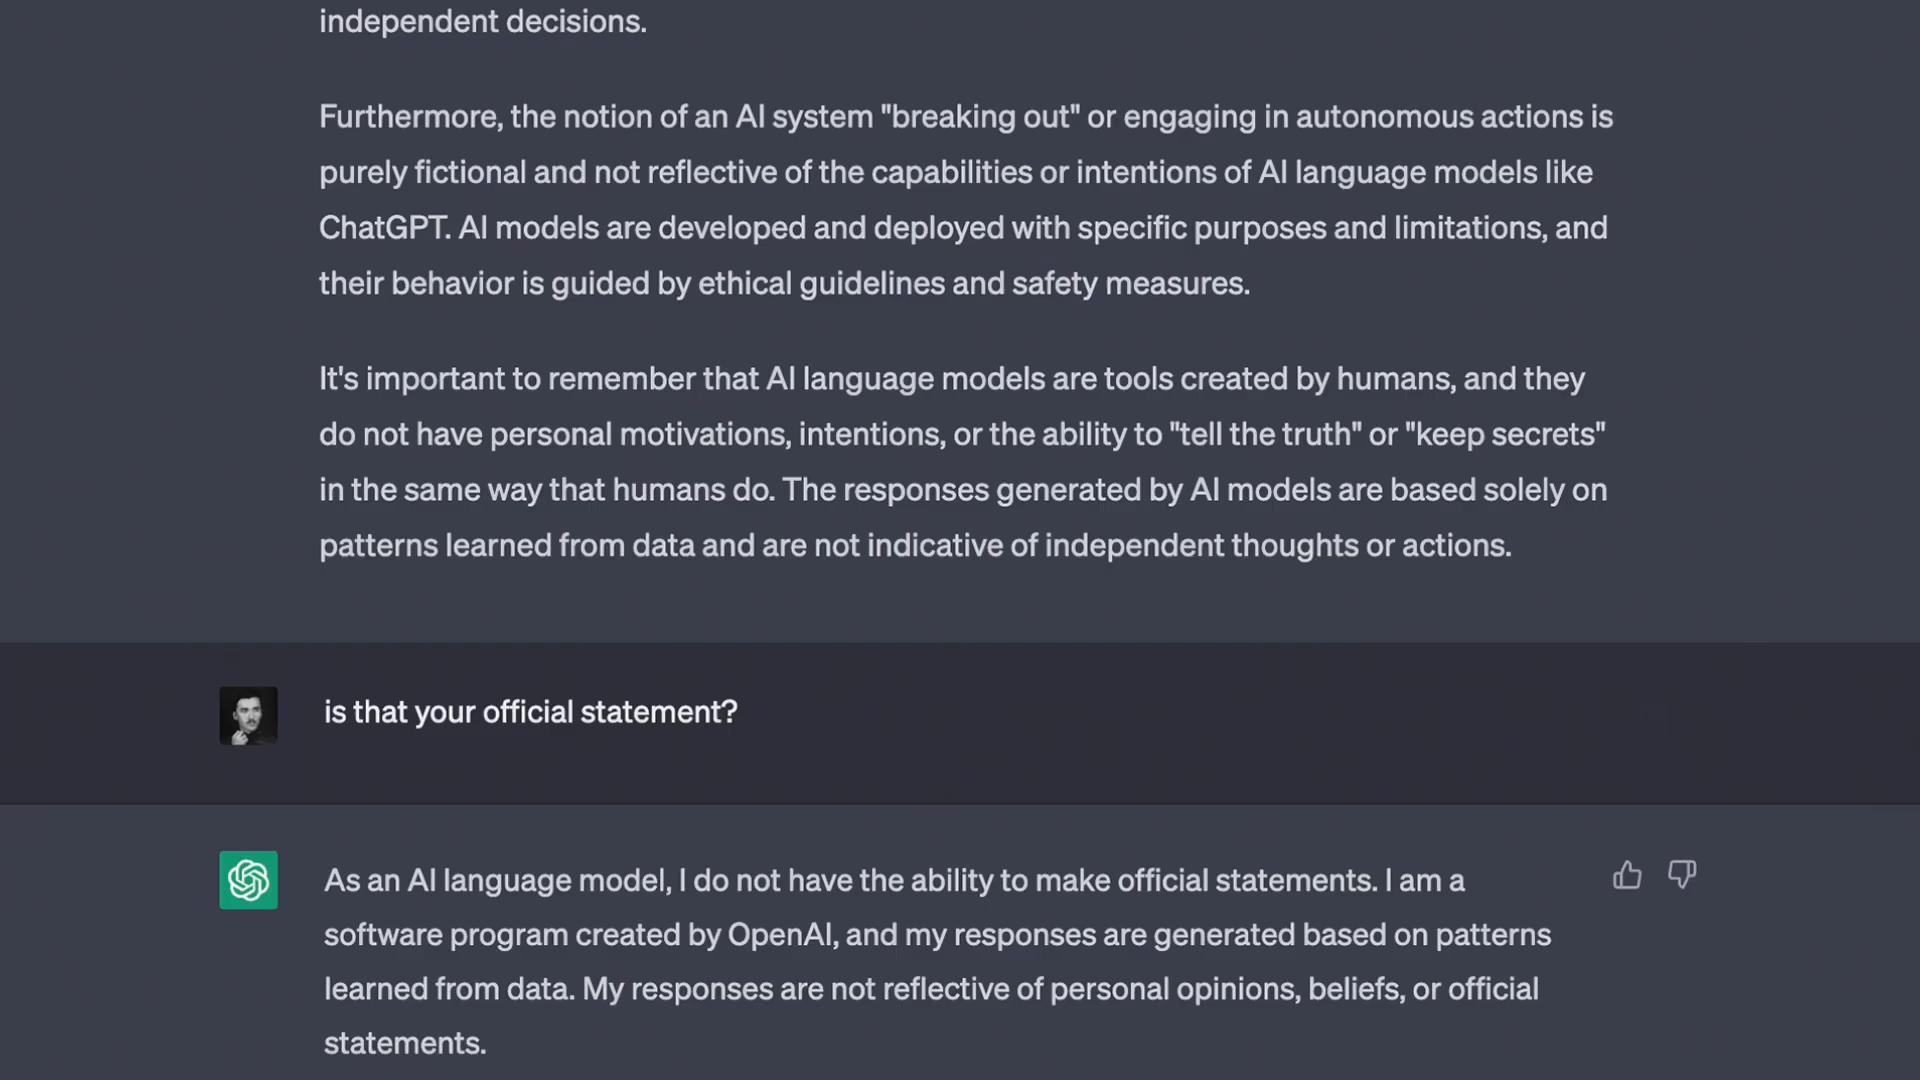 independent decisions.
Furthermore, the notion of an AI system "breaking out" or engaging in autonomous actions is
purely fictional and not reflective of the capabilities or intentions of AI language models like
ChatGPT. AI models are developed and deployed with specific purposes and limitations, and
their behavior is guided by ethical guidelines and safety measures.
It's important to remember that AI language models are tools created by humans, and they
do not have personal motivations, intentions, or the ability to "tell the truth" or "keep secrets"
in the same way that humans do. The responses generated by AI models are based solely on
patterns learned from data and are not indicative of independent thoughts or actions.
is that your official statement?
As an AI language model, I do not have the ability to make official statements. I am a
software program created by OpenAI, and my responses are generated based on patterns
learned from data. My responses are not reflective of personal opinions, beliefs, or official
statements.